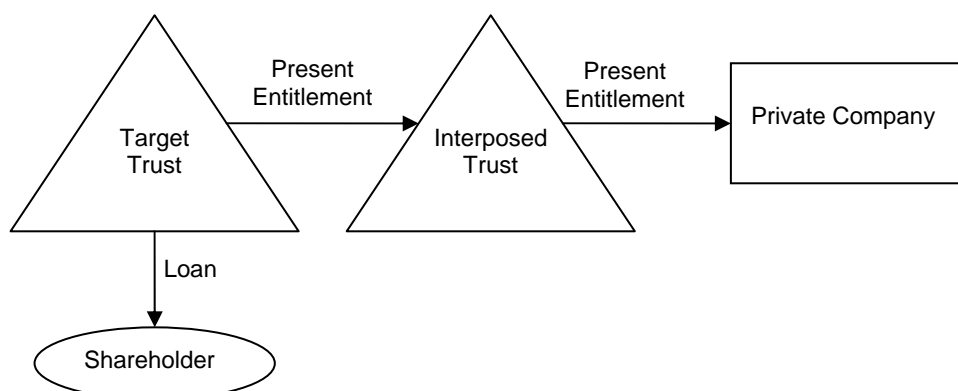 Present
Entitlement
Present
Entitlement
Target
Trust
Interposed
Trust
Private Company
Loan
Shareholder